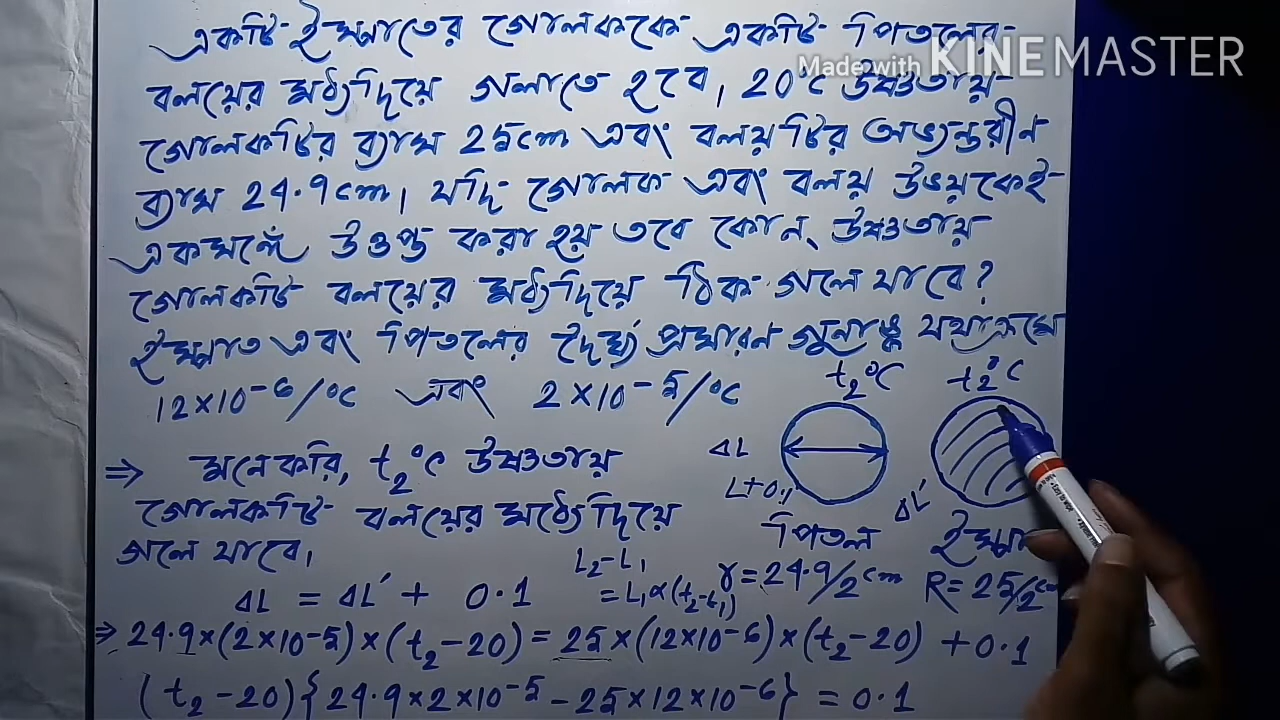 একটি ইস্পাতের গোলককে একটি পিতলের
Made with KINEMASTER
বলয়ের মধ্যদিয়ে গলাতে হবে, 20°C উষ্ণতায়
গোলকটির ব্যাস 25cm এবং বলয়টির অভ্যন্তরীন
ব্যাস 24.9cm, যদি গোলক এবং বলয় উভয়কেই
একসঙ্গে উত্তপ্ত করা হয় তবে কোন্ উষ্ণতায়
গোলকটি বলয়ের মধ্যদিয়ে ঠিক গলে যাবে?
ইস্পাত এবং পিতলের দৈর্ঘ্য প্রসারণ গুনাঙ্ক যথাক্রমে
12×10⁻⁶/°C এবং 2×10⁻⁵/°C
t₂°C t₂°C
ΔL
L+0.1
ΔL′
পিতল
r=24.9/2 cm R=25/2 cm
⇒ মনেকরি, t₂°C উষ্ণতায়
গোলকটি বলয়ের মধ্যেদিয়ে
গলে যাবে।
L₂-L₁
=L₁α(t₂-t₁)
ΔL = ΔL′ + 0.1
⇒ 24.9×(2×10⁻⁵)×(t₂-20) = 25×(12×10⁻⁶)×(t₂-20) + 0.1
(t₂-20){24.9×2×10⁻⁵ - 25×12×10⁻⁶} = 0.1